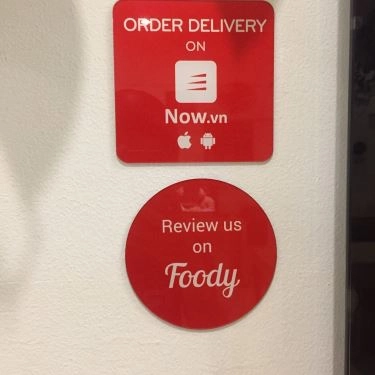 ORDER DELIVERY
ON
Now.vn
Review us
on
Foody